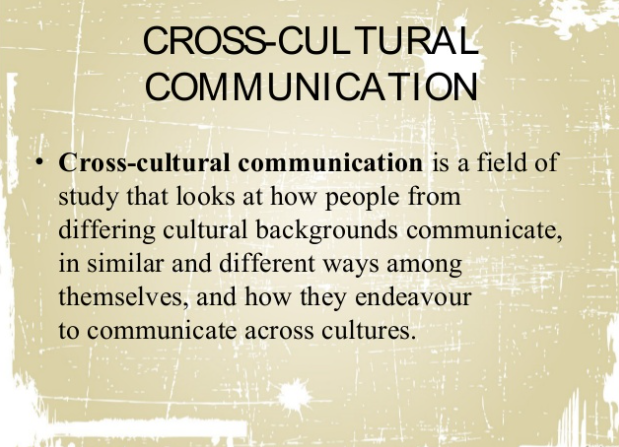 CROSS-CULTURAL
COMMUNICATION
• Cross-cultural communication is a field of
study that looks at how people from
differing cultural backgrounds communicate,
in similar and different ways among
themselves, and how they endeavour
to communicate across cultures.